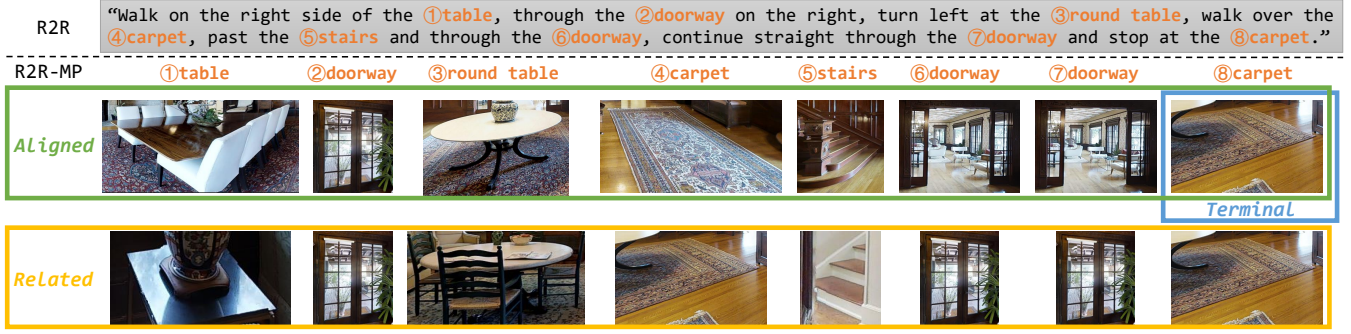 R2R
“Walk on the right side of the ①table, through the ②doorway on the right, turn left at the ③round table, walk over the
④carpet, past the ⑤stairs and through the ⑥doorway, continue straight through the ⑦doorway and stop at the ⑧carpet.”
R2R-MP ①table ②doorway ③round table ④carpet ⑤stairs ⑥doorway ⑦doorway ⑧carpet
Aligned
Terminal
Related